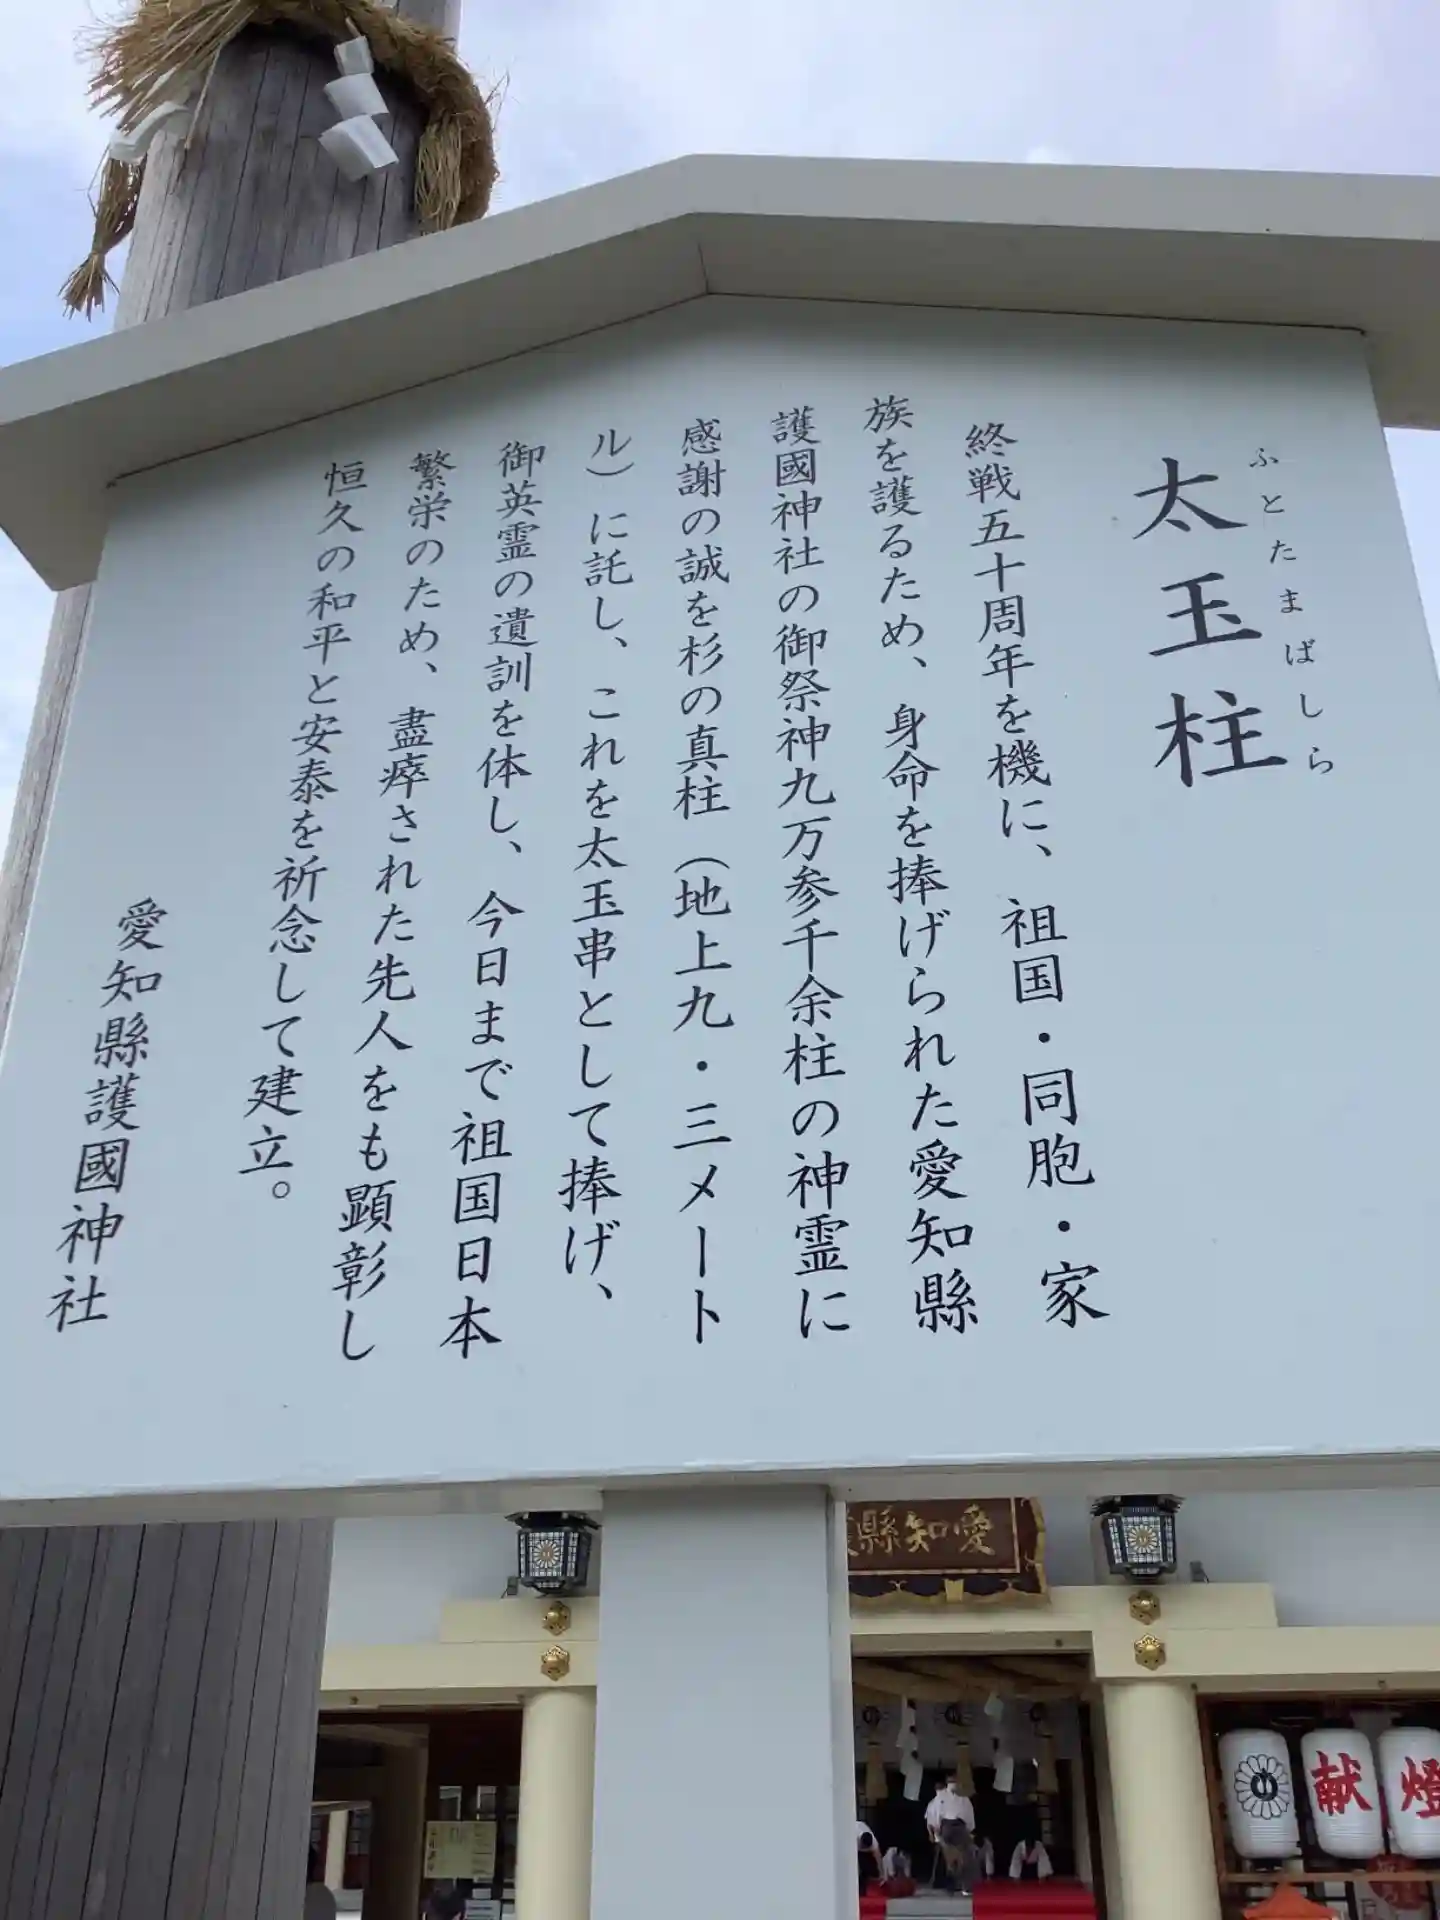 太玉柱
ふとたまばしら
終戦五十周年を機に、祖国・同胞・家
族を護るため、身命を捧げられた愛知縣
護國神社の御祭神九万参千余柱の神霊に
感謝の誠を杉の真柱（地上九・三メート
ル）に託し、これを太玉串として捧げ、
御英霊の遺訓を体し、今日まで祖国日本
繁栄のため、盡瘁された先人をも顕彰し
恒久の和平と安泰を祈念して建立。
愛知縣護國神社
愛知縣
献
燈